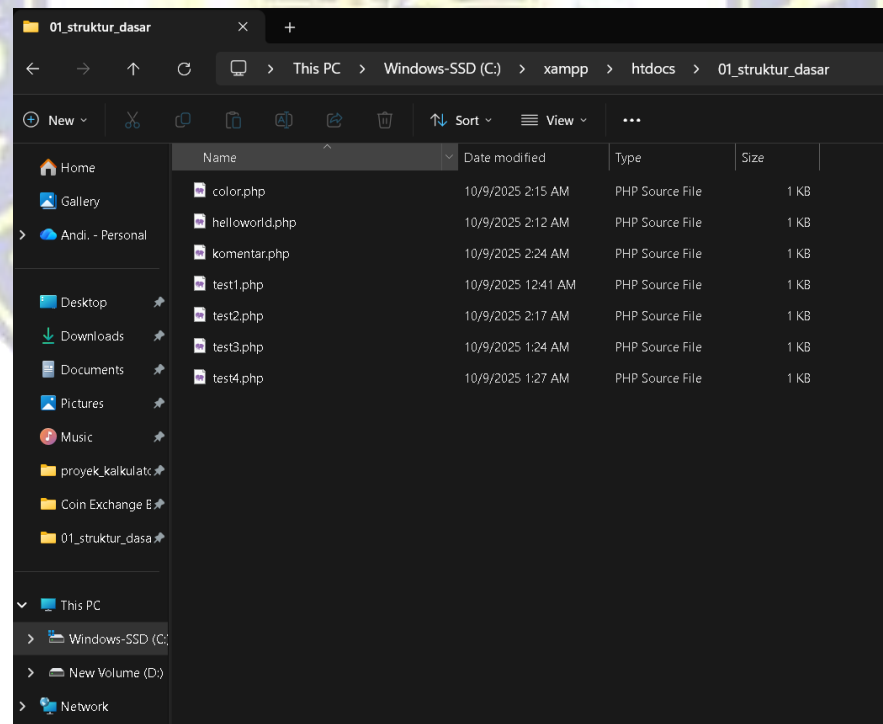 01_struktur_dasar
This PC > Windows-SSD (C:) > xampp > htdocs > 01_struktur_dasar
New Sort View
Name Date modified Type Size
color.php 10/9/2025 2:15 AM PHP Source File 1 KB
helloworld.php 10/9/2025 2:12 AM PHP Source File 1 KB
komentar.php 10/9/2025 2:24 AM PHP Source File 1 KB
test1.php 10/9/2025 12:41 AM PHP Source File 1 KB
test2.php 10/9/2025 2:17 AM PHP Source File 1 KB
test3.php 10/9/2025 1:24 AM PHP Source File 1 KB
test4.php 10/9/2025 1:27 AM PHP Source File 1 KB
Home
Gallery
Andi. - Personal
Desktop
Downloads
Documents
Pictures
Music
proyek_kalkulatc
Coin Exchange B
01_struktur_dasa
This PC
Windows-SSD (C:)
New Volume (D:)
Network